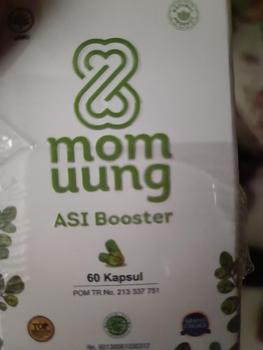 mom
uung
ASI Booster
60 Kapsul
POM TR No. 213 337 751